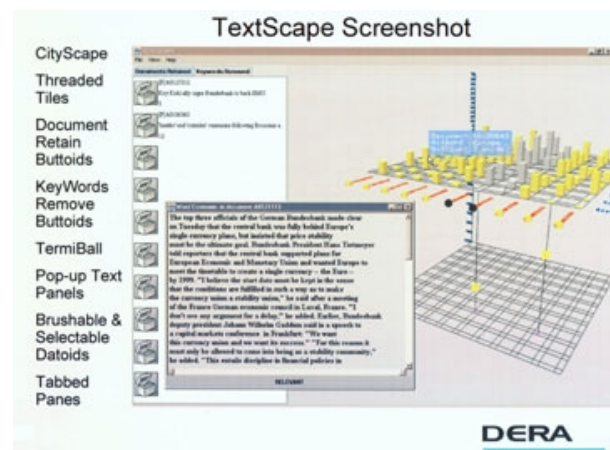 TextScape Screenshot
CityScape
Threaded
Tiles
Document
Retain
Buttoids
KeyWords
Remove
Buttoids
TermiBall
Pop-up Text
Panels
Brushable &
Selectable
Datoids
Tabbed
Panes
File View Help
Documents Retained Keywords Removed
The top three officials of the German Bundesbank made clear
on Tuesday that the central bank was fully behind Europe's
single-currency plans, but insisted that price stability
must be the ultimate goal. Bundesbank President Hans Tietmeyer
told reporters that the central bank supported plans for
European Economic and Monetary Union and wanted Europe to
meet the timetable to create a single currency -- the Euro --
by 1999. "I believe the start date must be kept in the sense
that the conditions are fulfilled in such a way as to make
the currency union a stability union," he said after a meeting
of the Franco German economic council in Laval, France. "I
don't see any argument for a delay," he added. Earlier, Bundesbank
deputy president Johann Wilhelm Gaddum said in a speech to
a capital markets conference in Frankfurt: "We want
this currency union and we want its success." "For this reason it
must only be allowed to come into being as a stability community,"
he added. "This entails discipline in financial policies in
RELEVANT
DERA